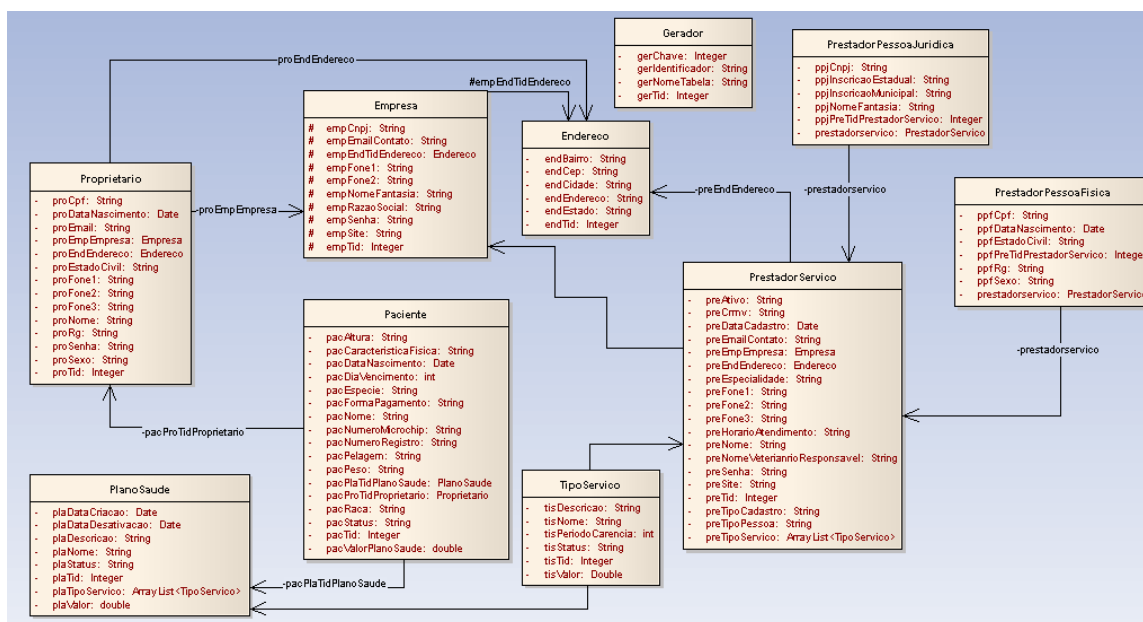 Gerador
- gerChave: Integer
- gerIdentificador: String
- gerNomeTabela: String
- gerTid: Integer
PrestadorPessoaJuridica
- ppjCnpj: String
- ppjInscricaoEstadual: String
- ppjInscricaoMunicipal: String
- ppjNomeFantasia: String
- ppjPreTidPrestadorServico: Integer
- prestadorservico: PrestadorServico
proEndEndereco
#empEndTidEndereco
Empresa
# empCnpj: String
# empEmailContato: String
# empEndTidEndereco: Endereco
# empFone1: String
# empFone2: String
# empNomeFantasia: String
# empRazaoSocial: String
# empSenha: String
# empSite: String
# empTid: Integer
Endereco
- endBairro: String
- endCep: String
- endCidade: String
- endEndereco: String
- endEstado: String
- endTid: Integer
Proprietario
- proCpf: String
- proDataNascimento: Date
- proEmail: String
- proEmpEmpresa: Empresa
- proEndEndereco: Endereco
- proEstadoCivil: String
- proFone1: String
- proFone2: String
- proFone3: String
- proNome: String
- proRg: String
- proSenha: String
- proSexo: String
- proTid: Integer
-proEmpEmpresa
-preEndEndereco
-prestadorservico
PrestadorPessoaFisica
- ppfCpf: String
- ppfDataNascimento: Date
- ppfEstadoCivil: String
- ppfPreTidPrestadorServico: Integer
- ppfRg: String
- ppfSexo: String
- prestadorservico: PrestadorServico
-prestadorservico
PrestadorServico
- preAtivo: String
- preCrmv: String
- preDataCadastro: Date
- preEmailContato: String
- preEmpEmpresa: Empresa
- preEndEndereco: Endereco
- preEspecialidade: String
- preFone1: String
- preFone2: String
- preFone3: String
- preHorarioAtendimento: String
- preNome: String
- preNomeVeterianrioResponsavel: String
- preSenha: String
- preSite: String
- preTid: Integer
- preTipoCadastro: String
- preTipoPessoa: String
- preTipoServico: ArrayList<TipoServico>
Paciente
- pacAltura: String
- pacCaracteristicaFisica: String
- pacDataNascimento: Date
- pacDiaVencimento: int
- pacEspecie: String
- pacFormaPagamento: String
- pacNome: String
- pacNumeroMicrochip: String
- pacNumeroRegistro: String
- pacPelagem: String
- pacPeso: String
- pacPlaTidPlanoSaude: PlanoSaude
- pacProTidProprietario: Proprietario
- pacRaca: String
- pacStatus: String
- pacTid: Integer
- pacValorPlanoSaude: double
-pacProTidProprietario
PlanoSaude
- plaDataCriacao: Date
- plaDataDesativacao: Date
- plaDescricao: String
- plaNome: String
- plaStatus: String
- plaTid: Integer
- plaTipoServico: ArrayList<TipoServico>
- plaValor: double
-pacPlaTidPlanoSaude
TipoServico
- tisDescricao: String
- tisNome: String
- tisPeriodoCarencia: int
- tisStatus: String
- tisTid: Integer
- tisValor: Double